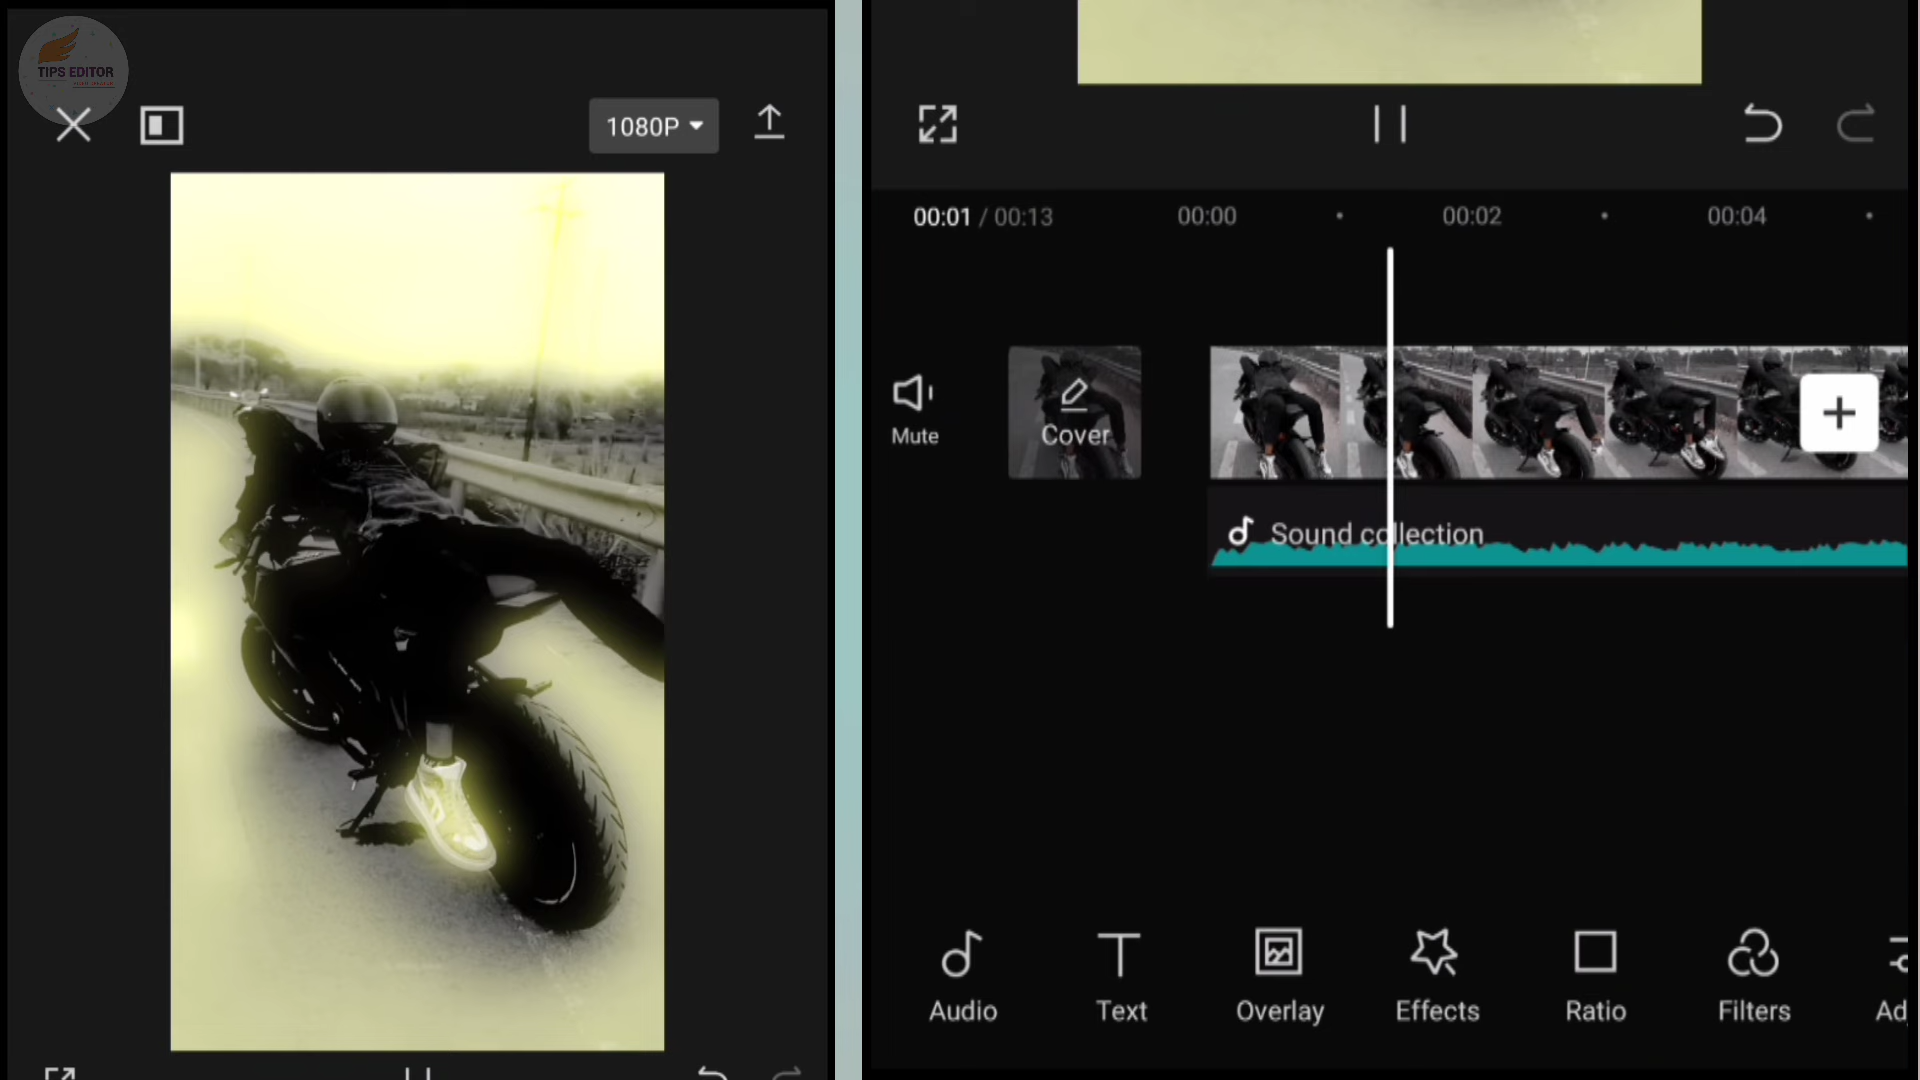 TIPS EDITOR
1080P
00:01 / 00:13
00:00
00:02
00:04
Mute
Cover
Sound collection
Audio
Text
Overlay
Effects
Ratio
Filters
Ad